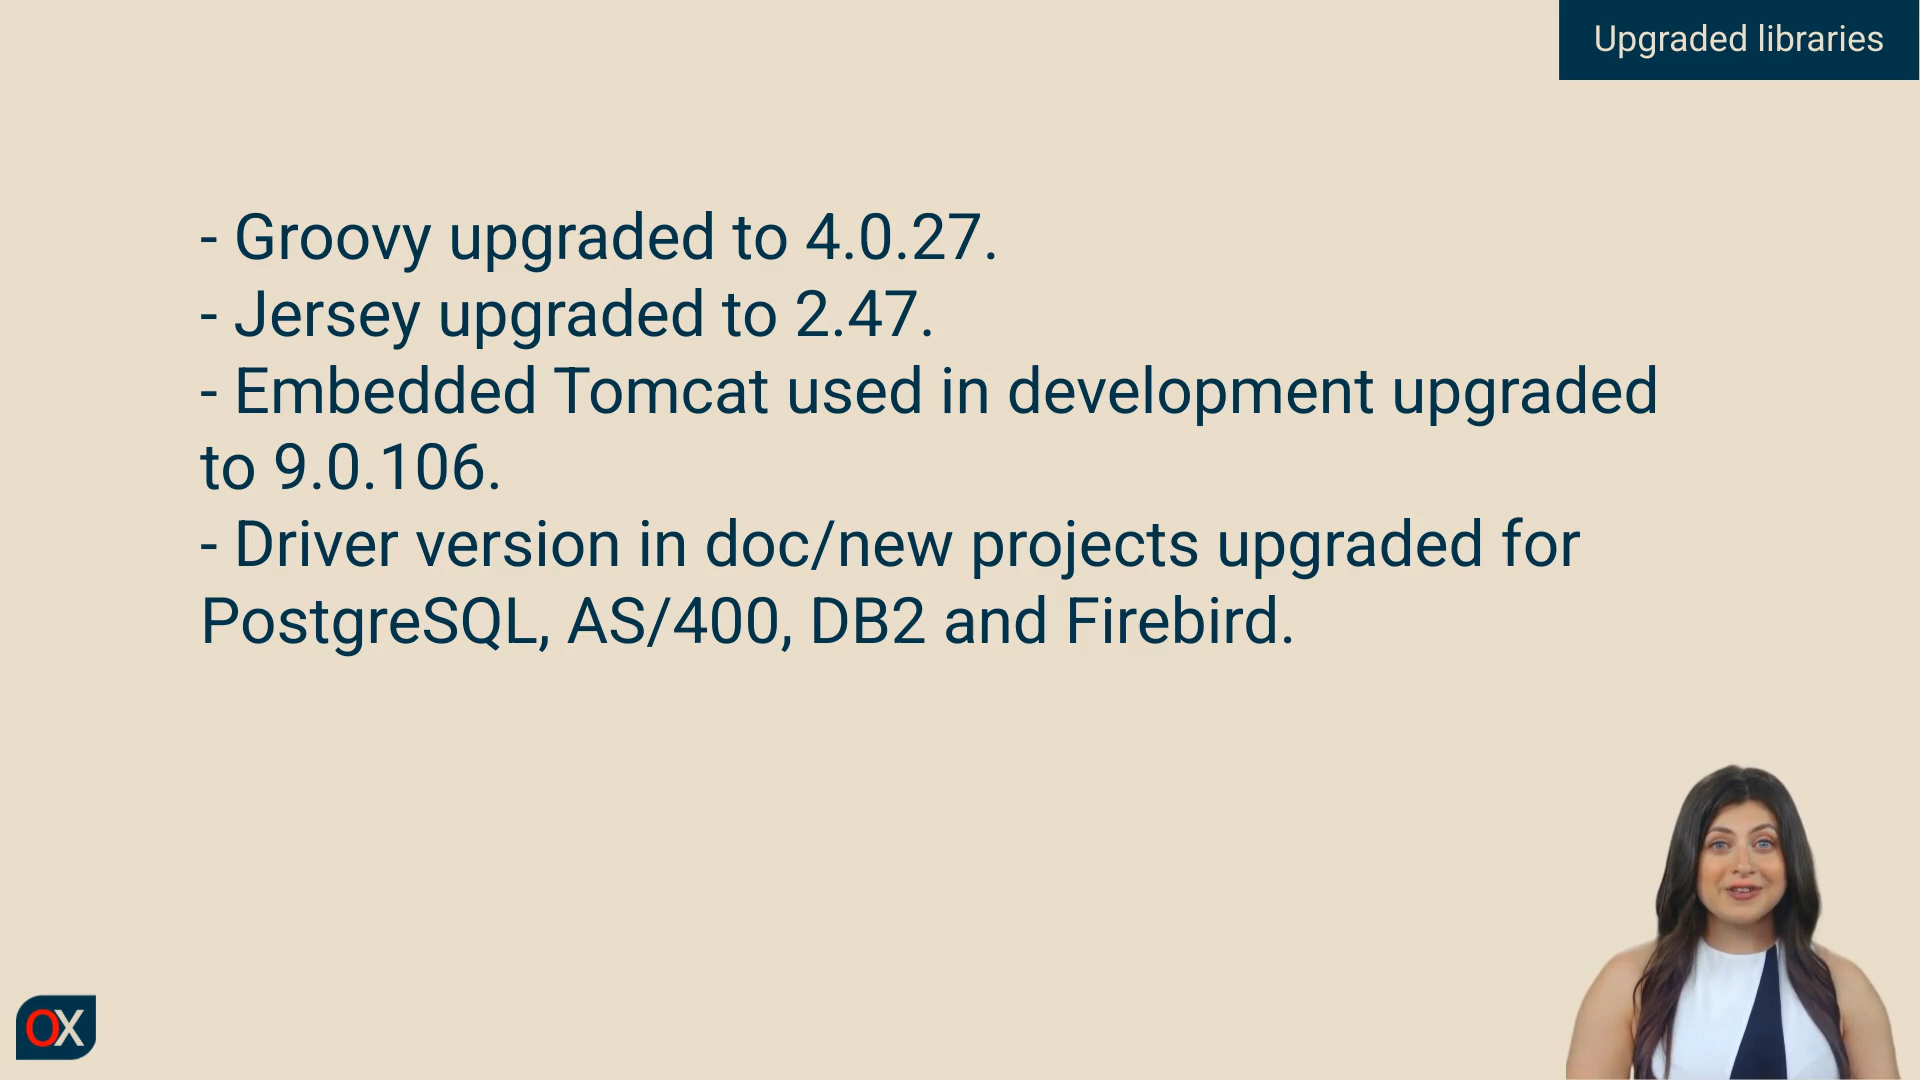 Upgraded libraries
- Groovy upgraded to 4.0.27.
- Jersey upgraded to 2.47.
- Embedded Tomcat used in development upgraded
to 9.0.106.
- Driver version in doc/new projects upgraded for
PostgreSQL, AS/400, DB2 and Firebird.
OX